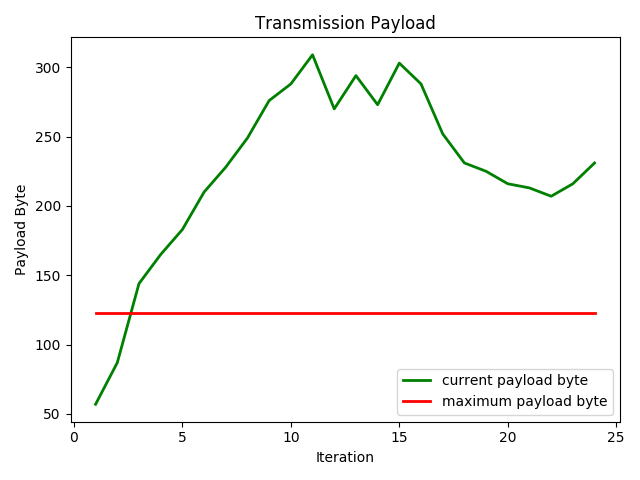 Transmission Payload
300
250
200
150
100
50
Payload Byte
0
5
10
15
20
25
Iteration
current payload byte
maximum payload byte